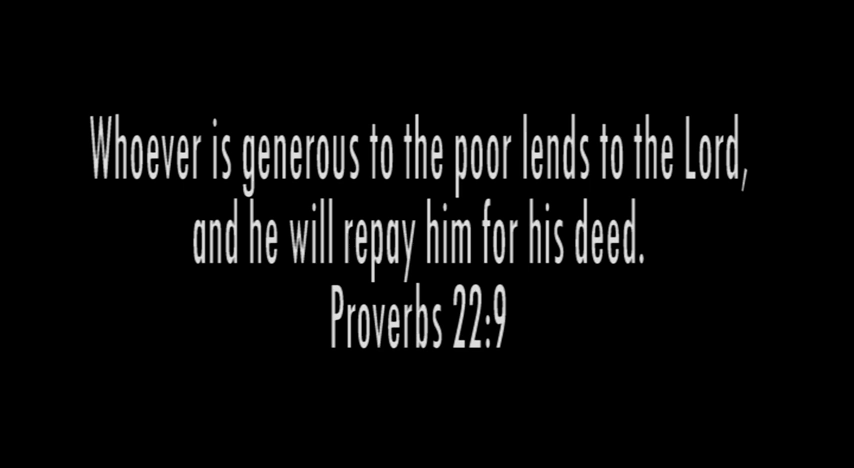 Whoever is generous to the poor lends to the Lord,
and he will repay him for his deed.
Proverbs 22:9